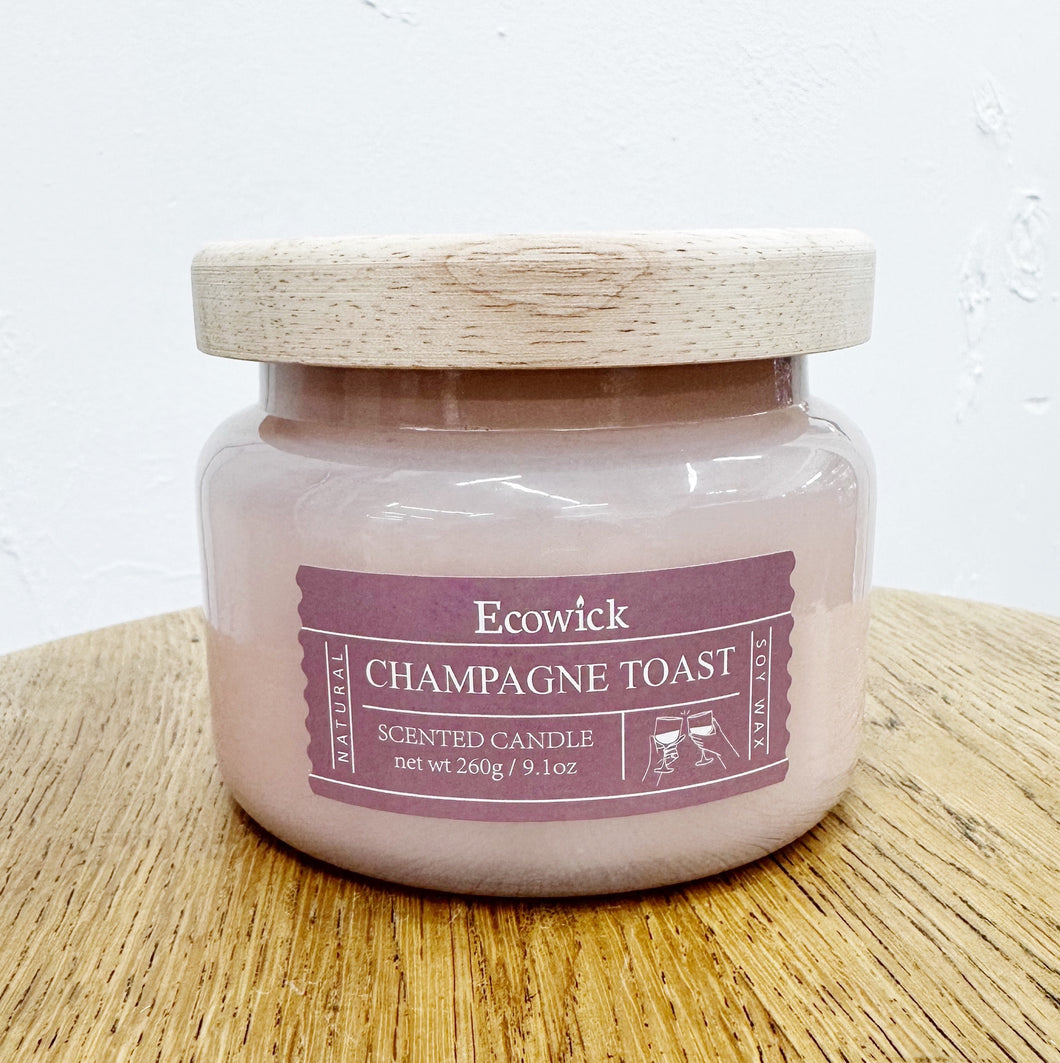 Ecowick
NATURAL
CHAMPAGNE TOAST
SCENTED CANDLE
net wt 260g / 9.1oz
SOY WAX